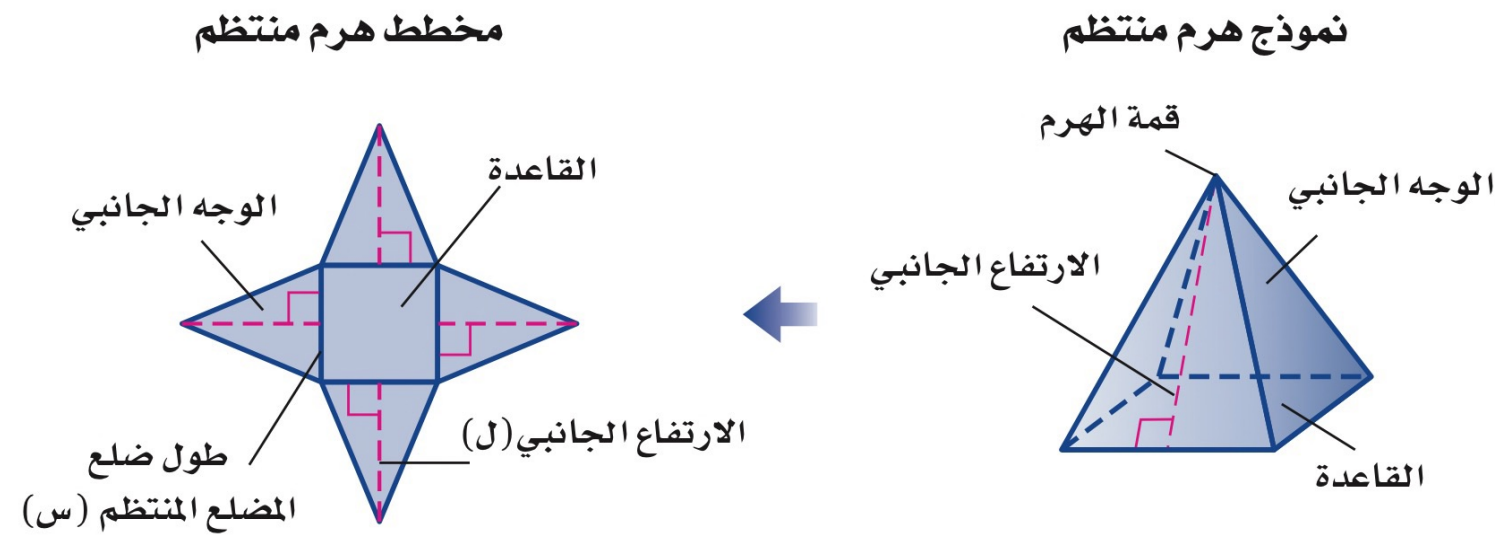 نموذج هرم منتظم
قمة الهرم
الوجه الجانبي
الارتفاع الجانبي
القاعدة
مخطط هرم منتظم
القاعدة
الوجه الجانبي
الارتفاع الجانبي (ل)
طول ضلع
المضلع المنتظم (س)